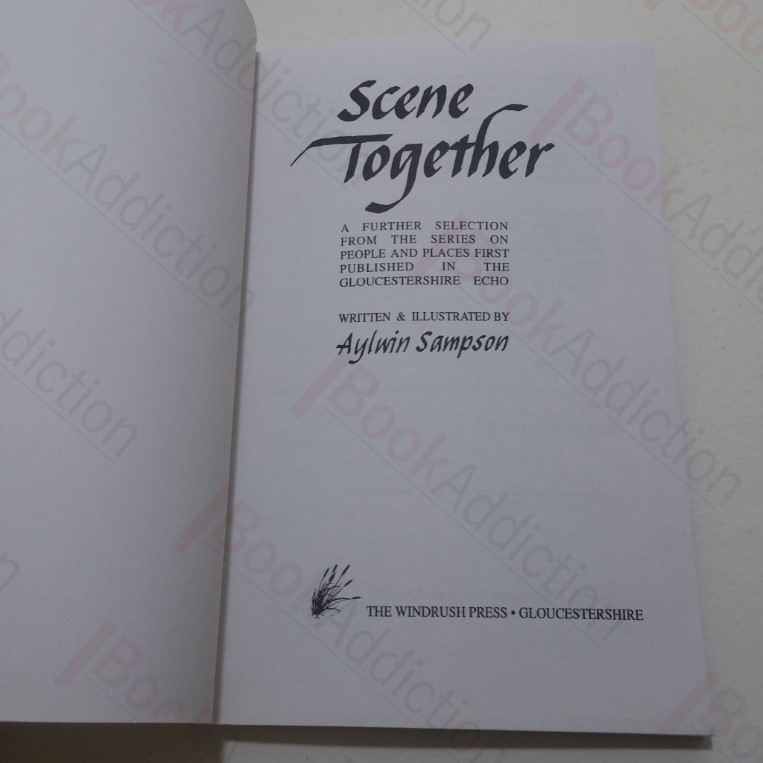 Scene
Together
A FURTHER SELECTION
FROM THE SERIES ON
PEOPLE AND PLACES FIRST
PUBLISHED IN THE
GLOUCESTERSHIRE ECHO
WRITTEN & ILLUSTRATED BY
Aylwin Sampson
THE WINDRUSH PRESS • GLOUCESTERSHIRE
BookAddiction